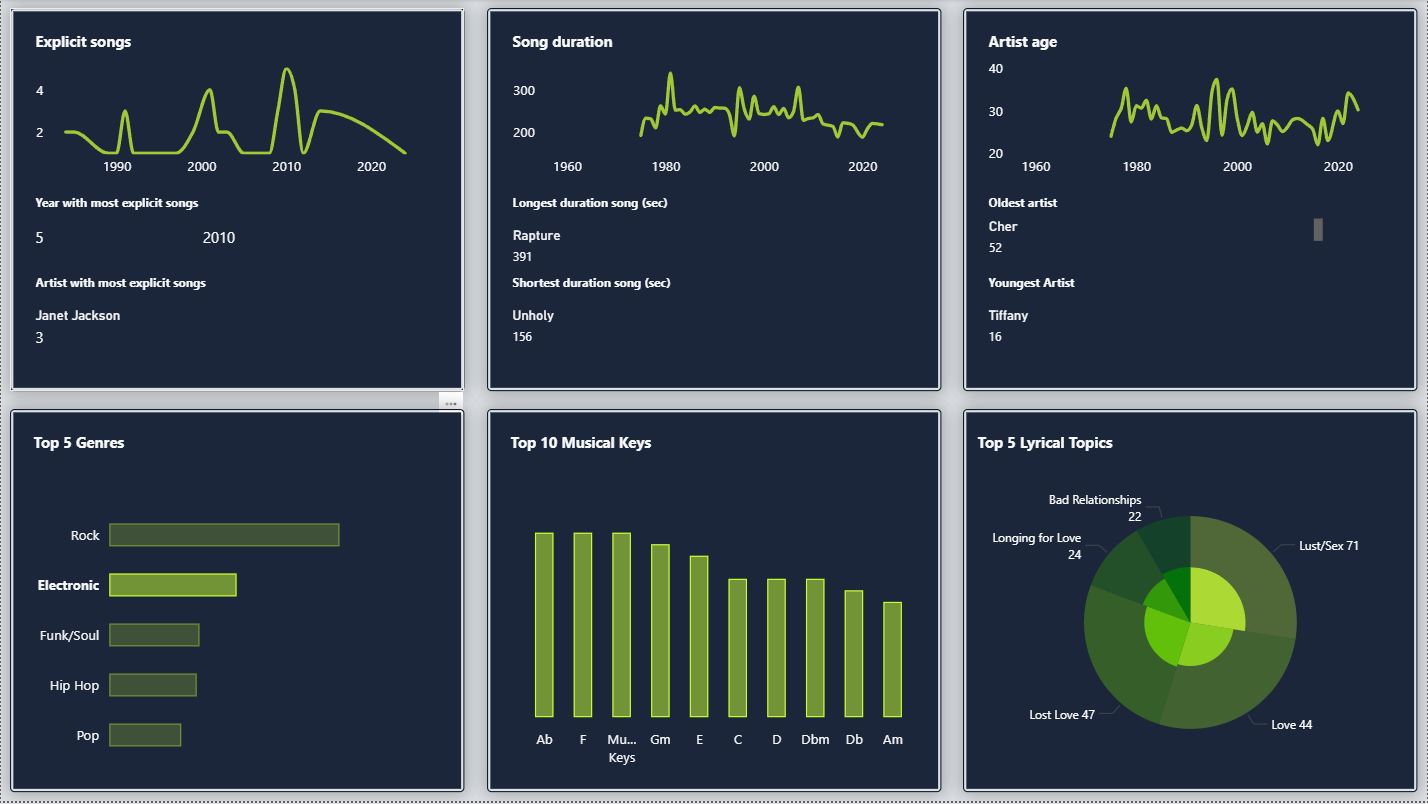 Explicit songs
4
2
1990 2000 2010 2020
Year with most explicit songs
5 2010
Artist with most explicit songs
Janet Jackson
3
Song duration
300
200
1960 1980 2000 2020
Longest duration song (sec)
Rapture
391
Shortest duration song (sec)
Unholy
156
Artist age
40
30
20
1960 1980 2000 2020
Oldest artist
Cher
52
Youngest Artist
Tiffany
16
Top 5 Genres
Rock
Electronic
Funk/Soul
Hip Hop
Pop
Top 10 Musical Keys
Ab F Mu... Gm E C D Dbm Db Am
Keys
Top 5 Lyrical Topics
Bad Relationships
22
Longing for Love
24
Lust/Sex 71
Lost Love 47
Love 44